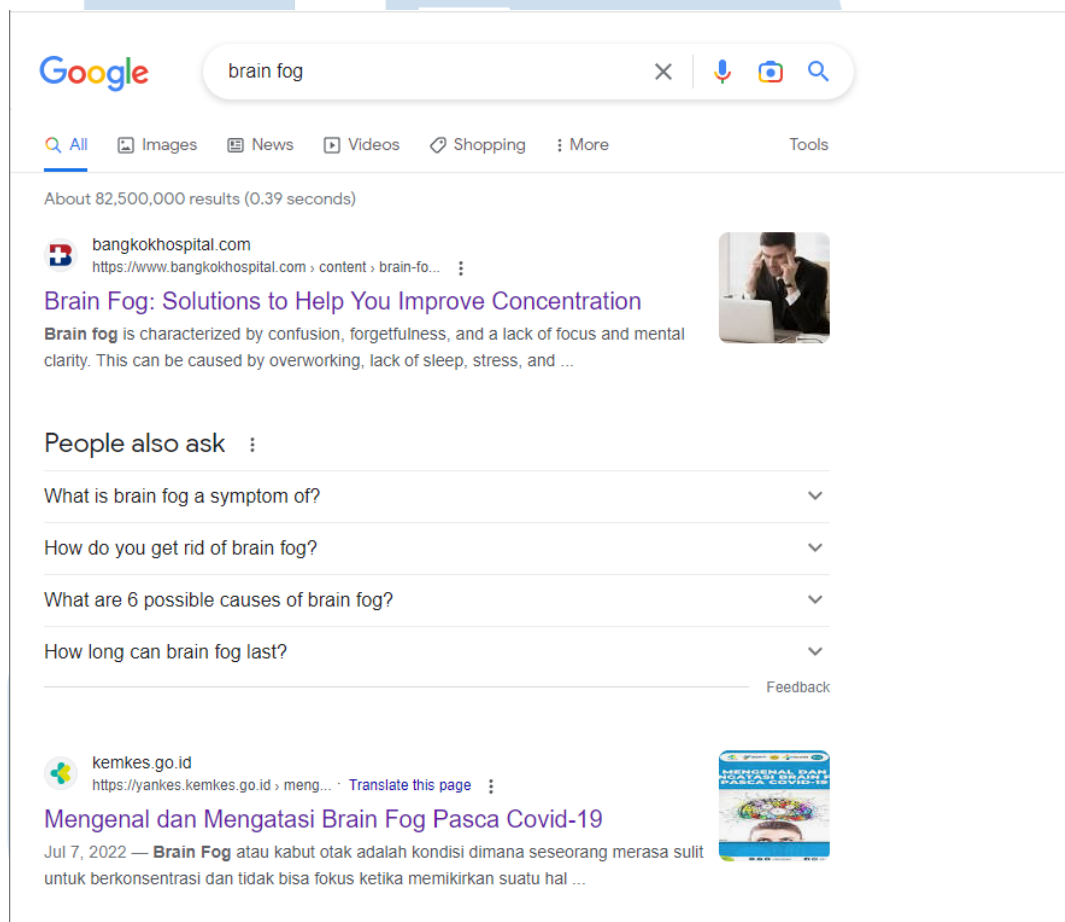 Google
brain fog
All Images News Videos Shopping More Tools
About 82,500,000 results (0.39 seconds)
bangkokhospital.com
https://www.bangkokhospital.com › content › brain-fo...
Brain Fog: Solutions to Help You Improve Concentration
Brain fog is characterized by confusion, forgetfulness, and a lack of focus and mental
clarity. This can be caused by overworking, lack of sleep, stress, and ...
People also ask
What is brain fog a symptom of?
How do you get rid of brain fog?
What are 6 possible causes of brain fog?
How long can brain fog last?
Feedback
kemkes.go.id
https://yankes.kemkes.go.id › meng... · Translate this page
Mengenal dan Mengatasi Brain Fog Pasca Covid-19
Jul 7, 2022 — Brain Fog atau kabut otak adalah kondisi dimana seseorang merasa sulit
untuk berkonsentrasi dan tidak bisa fokus ketika memikirkan suatu hal ...
MENGENAL DAN
NGATASI BRAIN F
PASCA COVID-19